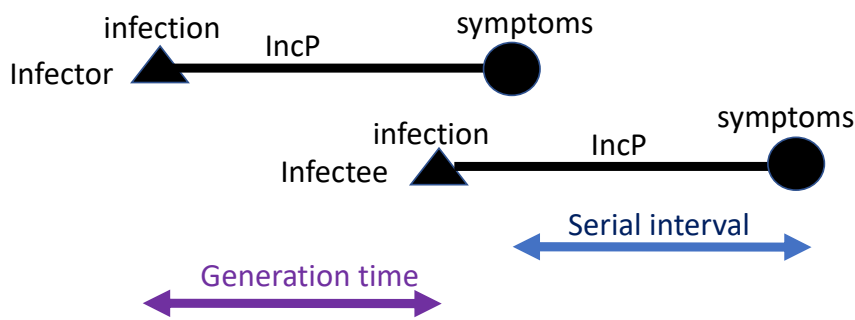 infection
IncP
symptoms
Infector
infection
IncP
symptoms
Infectee
Serial interval
Generation time